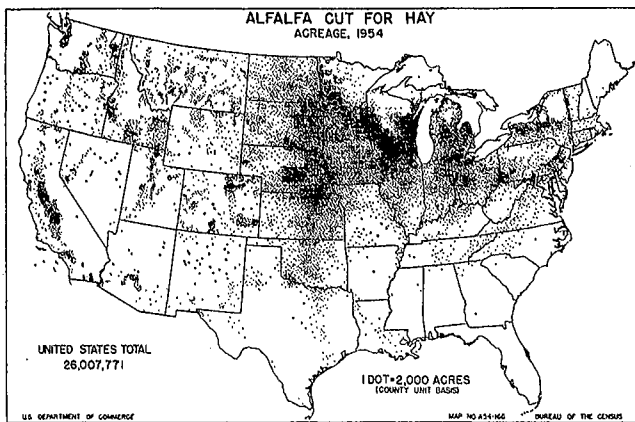 ALFALFA CUT FOR HAY
ACREAGE, 1954
UNITED STATES TOTAL
26,007,771
1 DOT=2,000 ACRES
(COUNTY UNIT BASIS)
U.S. DEPARTMENT OF COMMERCE
MAP NO. A54-166
BUREAU OF THE CENSUS